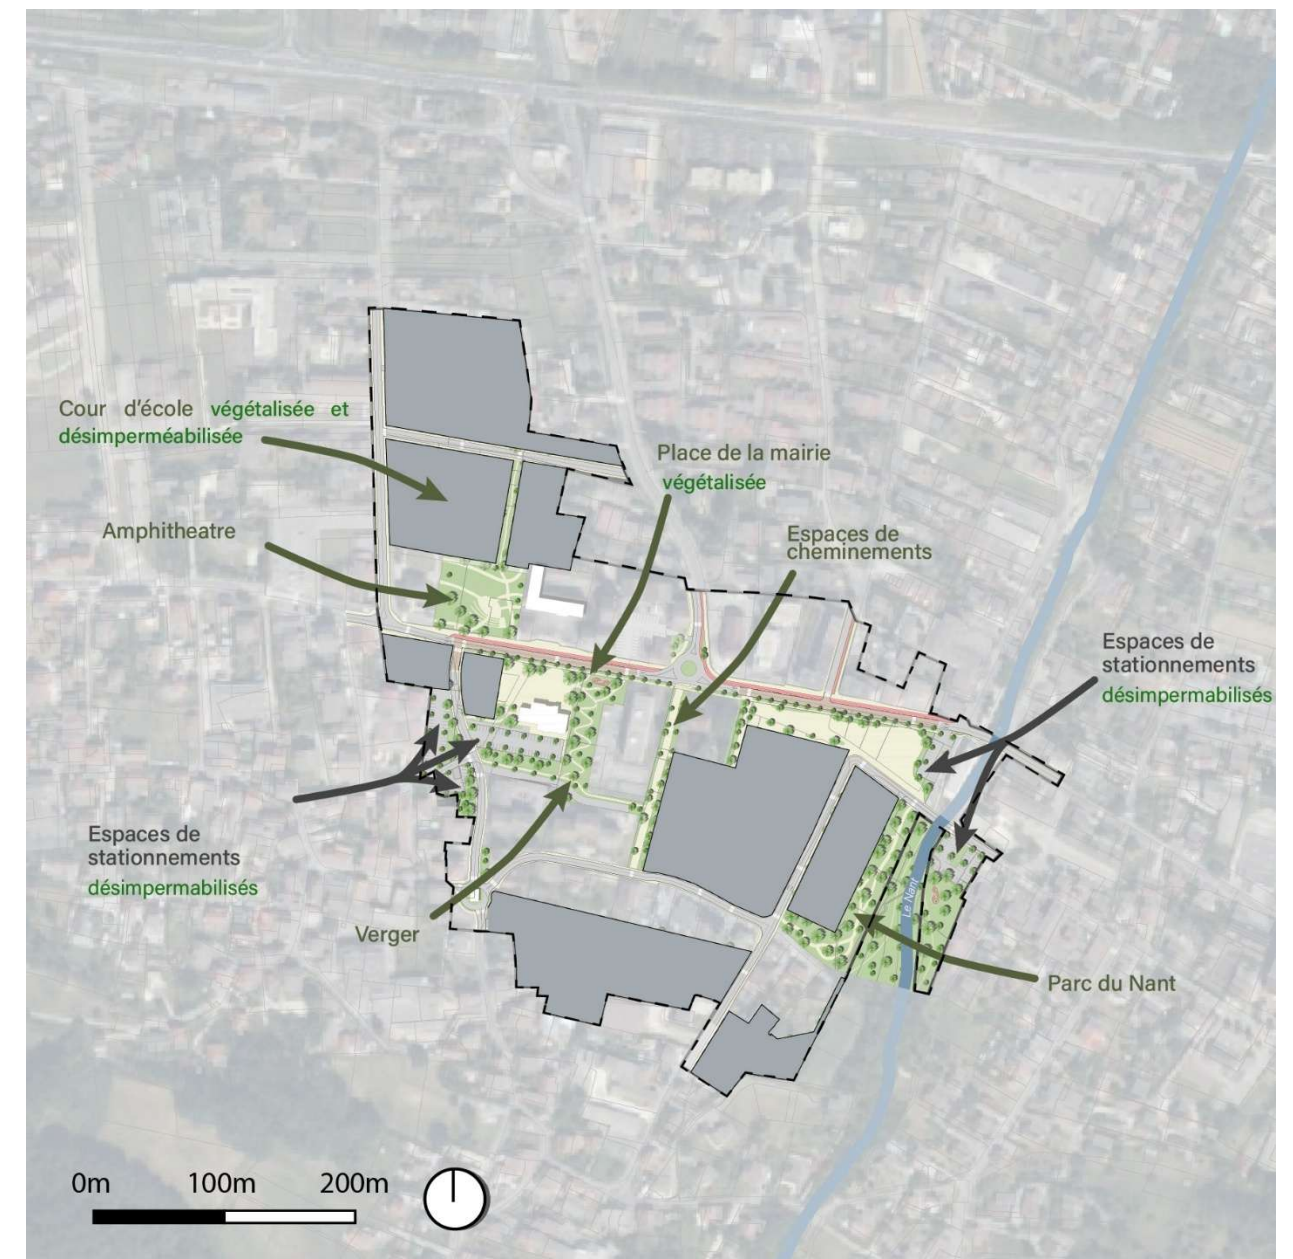 Cour d'école végétalisée et
désimperméabilisée
Place de la mairie
végétalisée
Amphitheatre
Espaces de
cheminements
Espaces de
stationnements
désimpermabilisés
Espaces de
stationnements
désimpermabilisés
Le Nant
Verger
Parc du Nant
0m 100m 200m